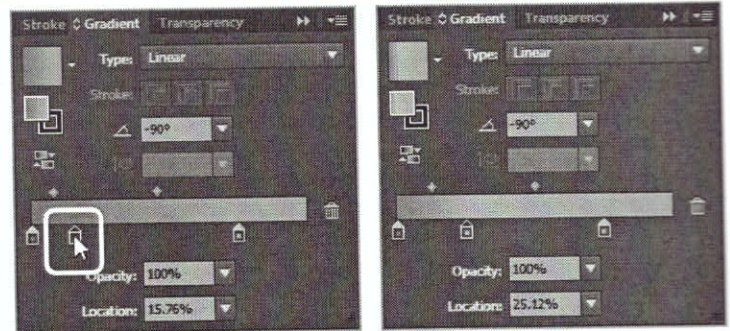 Stroke Gradient Transparency
Type: Linear
Stroke:
-90°
Opacity: 100%
Location: 15.76%
Stroke Gradient Transparency
Type: Linear
Stroke:
-90°
Opacity: 100%
Location: 25.12%